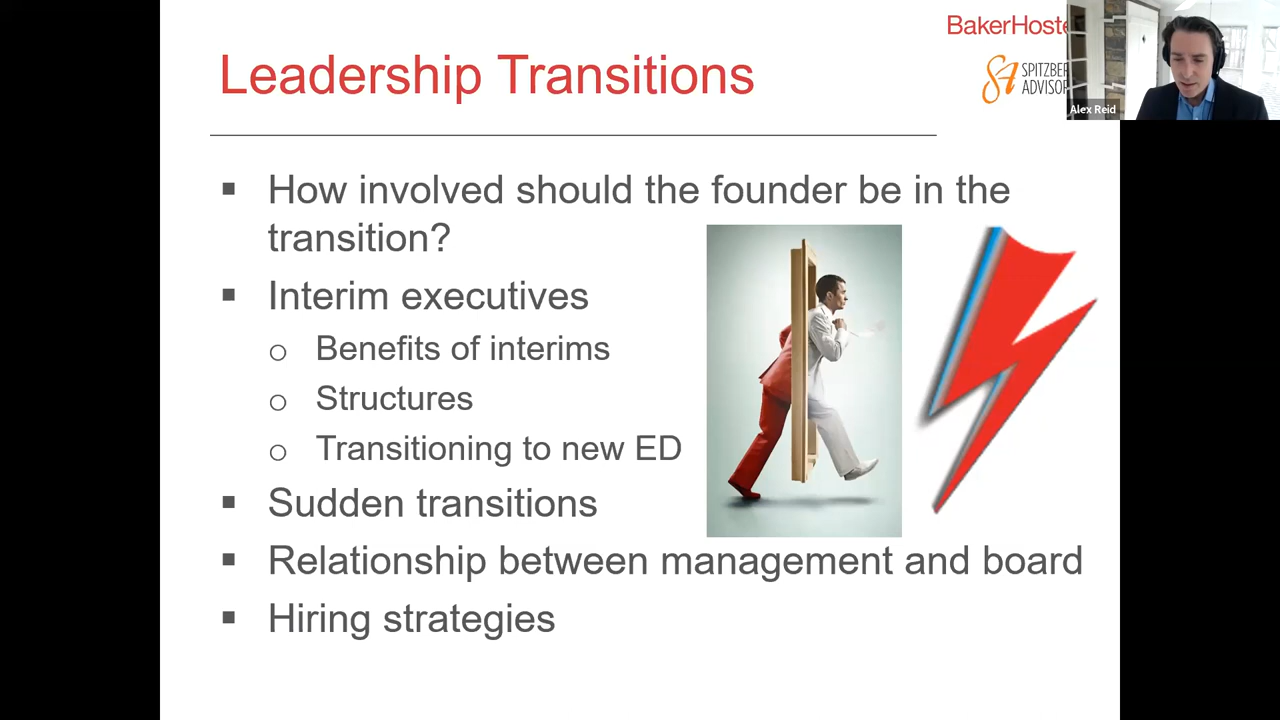 BakerHoste
Leadership Transitions
SPITZBER
ADVISOR
Alex Reid
▪ How involved should the founder be in the
transition?
▪ Interim executives
o Benefits of interims
o Structures
o Transitioning to new ED
▪ Sudden transitions
▪ Relationship between management and board
▪ Hiring strategies